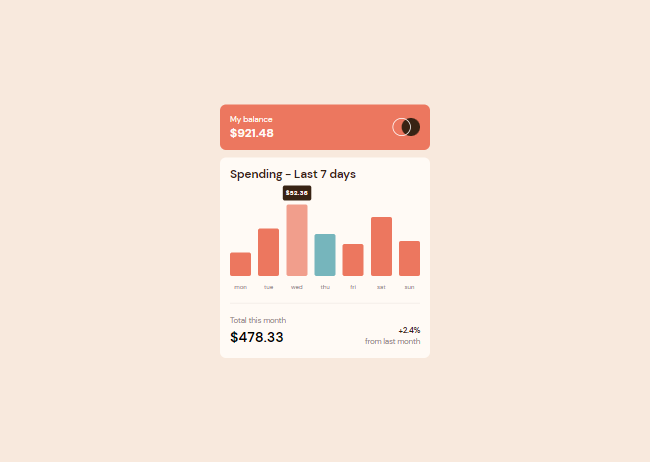 My balance
$921.48
Spending - Last 7 days
$52.36
mon tue wed thu fri sat sun
Total this month
$478.33
+2.4%
from last month